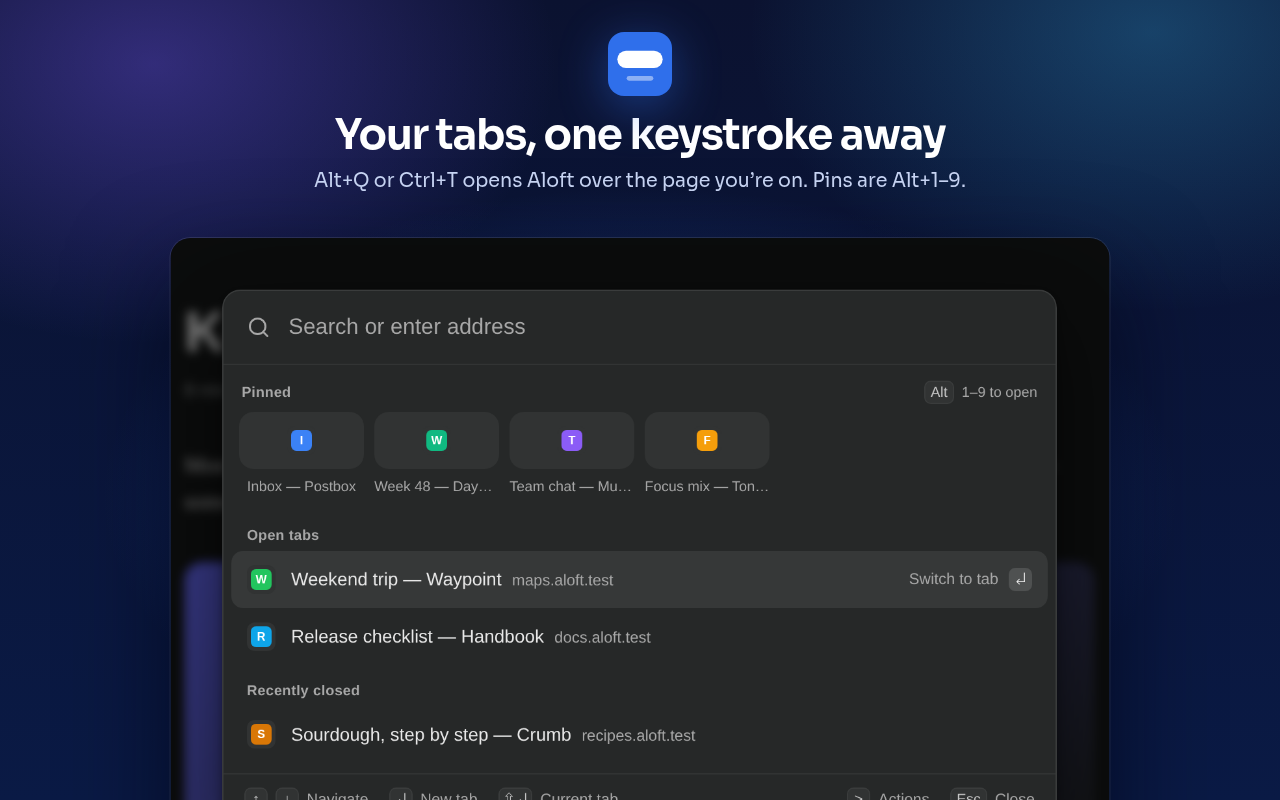 Your tabs, one keystroke away
Alt+Q or Ctrl+T opens Aloft over the page you're on. Pins are Alt+1–9.
Search or enter address
Pinned
Alt 1–9 to open
I
W
T
F
Inbox — Postbox
Week 48 — Day…
Team chat — Mu…
Focus mix — Ton…
Open tabs
W Weekend trip — Waypoint maps.aloft.test Switch to tab
R Release checklist — Handbook docs.aloft.test
Recently closed
S Sourdough, step by step — Crumb recipes.aloft.test
Navigate New tab Current tab > Actions Esc Close